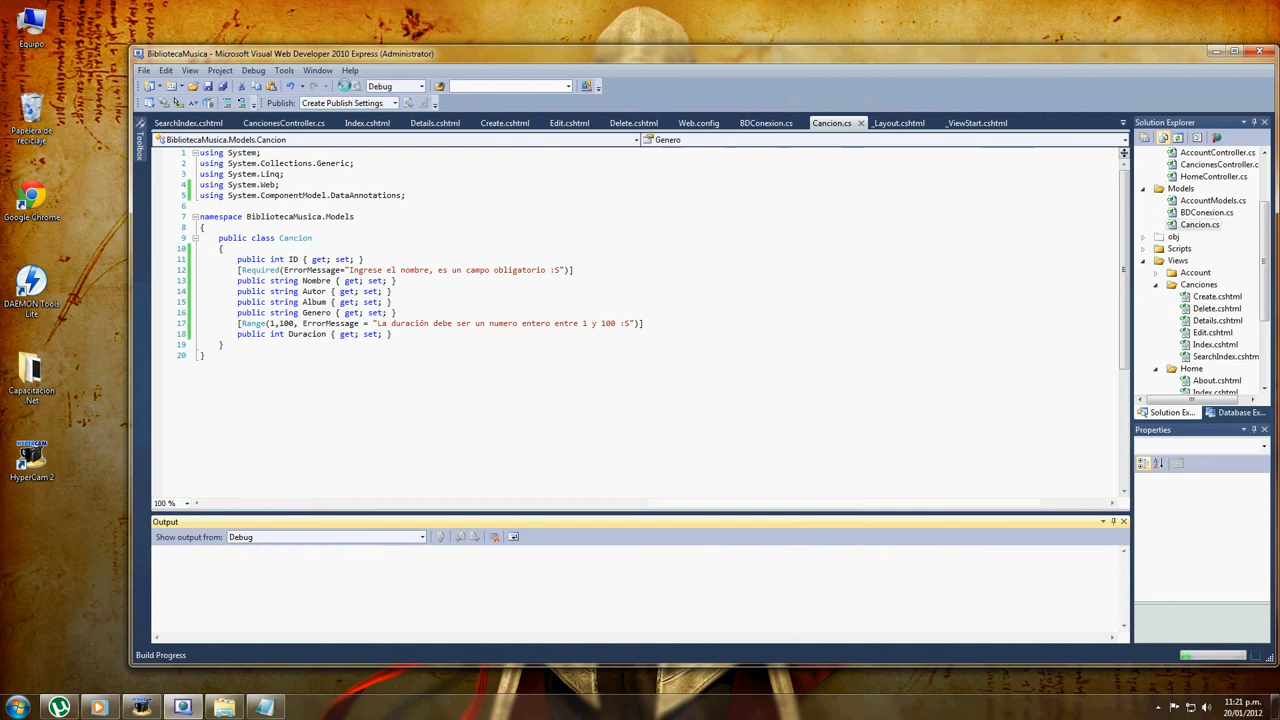 Equipo
Papelera de
reciclaje
Google Chrome
DAEMON Tools
Lite
Capacitacion
.Net
HyperCam 2
BibliotecaMusica - Microsoft Visual Web Developer 2010 Express (Administrator)
File Edit View Project Debug Tools Window Help
Debug
Publish: Create Publish Settings
Toolbox
SearchIndex.cshtml CancionesController.cs Index.cshtml Details.cshtml Create.cshtml Edit.cshtml Delete.cshtml Web.config BDConexion.cs Cancion.cs _Layout.cshtml _ViewStart.cshtml
BibliotecaMusica.Models.Cancion Genero
1 using System;
2 using System.Collections.Generic;
3 using System.Linq;
4 using System.Web;
5 using System.ComponentModel.DataAnnotations;
6
7 namespace BibliotecaMusica.Models
8 {
9 public class Cancion
10 {
11 public int ID { get; set; }
12 [Required(ErrorMessage="Ingrese el nombre, es un campo obligatorio :S")]
13 public string Nombre { get; set; }
14 public string Autor { get; set; }
15 public string Album { get; set; }
16 public string Genero { get; set; }
17 [Range(1,100, ErrorMessage = "La duración debe ser un numero entero entre 1 y 100 :S")]
18 public int Duracion { get; set; }
19 }
20 }
100 %
Output
Show output from: Debug
Build Progress
Solution Explorer
AccountController.cs
CancionesController.c
HomeController.cs
Models
AccountModels.cs
BDConexion.cs
Cancion.cs
obj
Scripts
Views
Account
Canciones
Create.cshtml
Delete.cshtml
Details.cshtml
Edit.cshtml
Index.cshtml
SearchIndex.cshtm
Home
About.cshtml
Index.cshtml
Solution Ex... Database Ex...
Properties
11:21 p.m.
20/01/2012